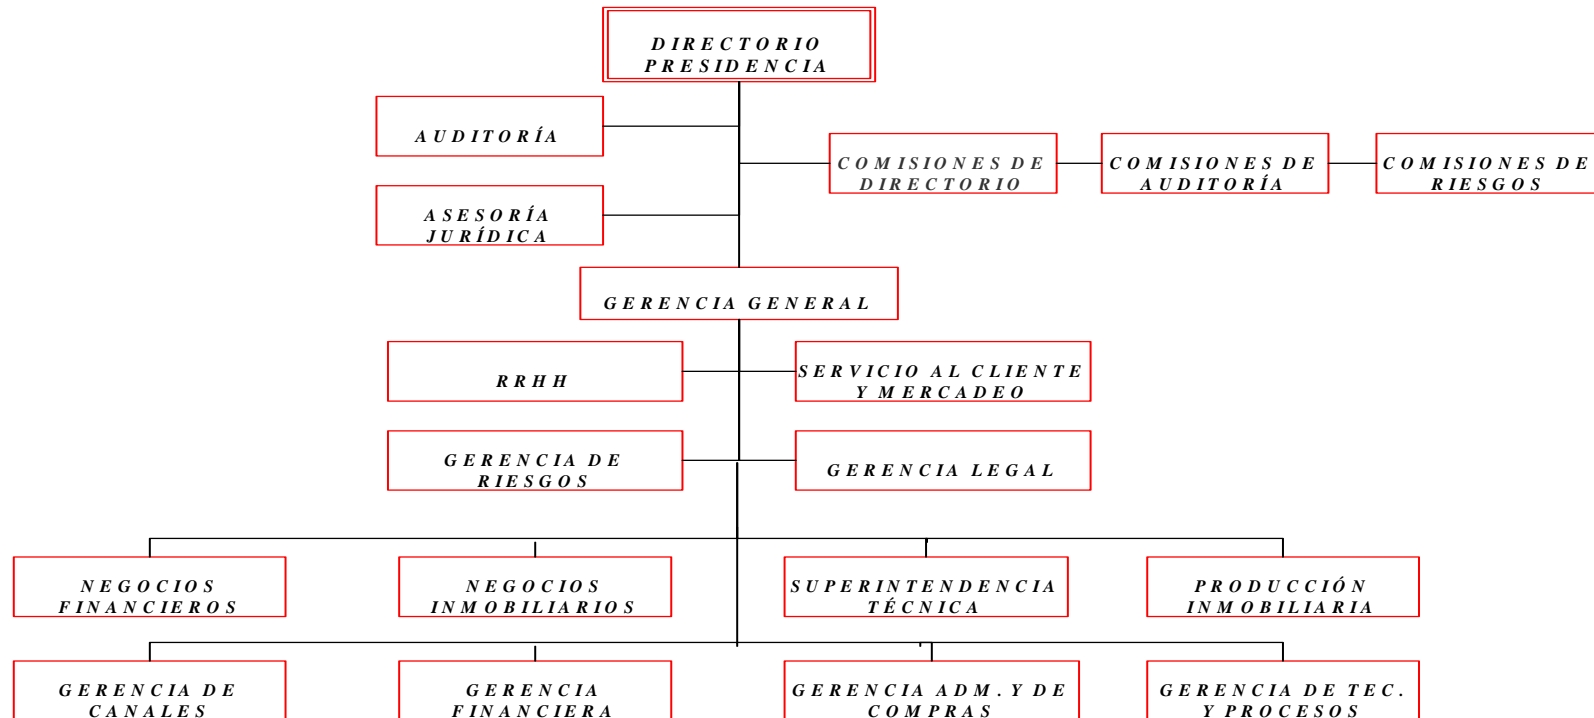 DIRECTORIO
PRESIDENCIA
AUDITORÍA
COMISIONES DE
DIRECTORIO
COMISIONES DE
AUDITORÍA
COMISIONES DE
RIESGOS
ASESORÍA
JURÍDICA
GERENCIA GENERAL
RRHH
SERVICIO AL CLIENTE
Y MERCADEO
GERENCIA DE
RIESGOS
GERENCIA LEGAL
NEGOCIOS
FINANCIEROS
NEGOCIOS
INMOBILIARIOS
SUPERINTENDENCIA
TÉCNICA
PRODUCCIÓN
INMOBILIARIA
GERENCIA DE
CANALES
GERENCIA
FINANCIERA
GERENCIA ADM. Y DE
COMPRAS
GERENCIA DE TEC.
Y PROCESOS